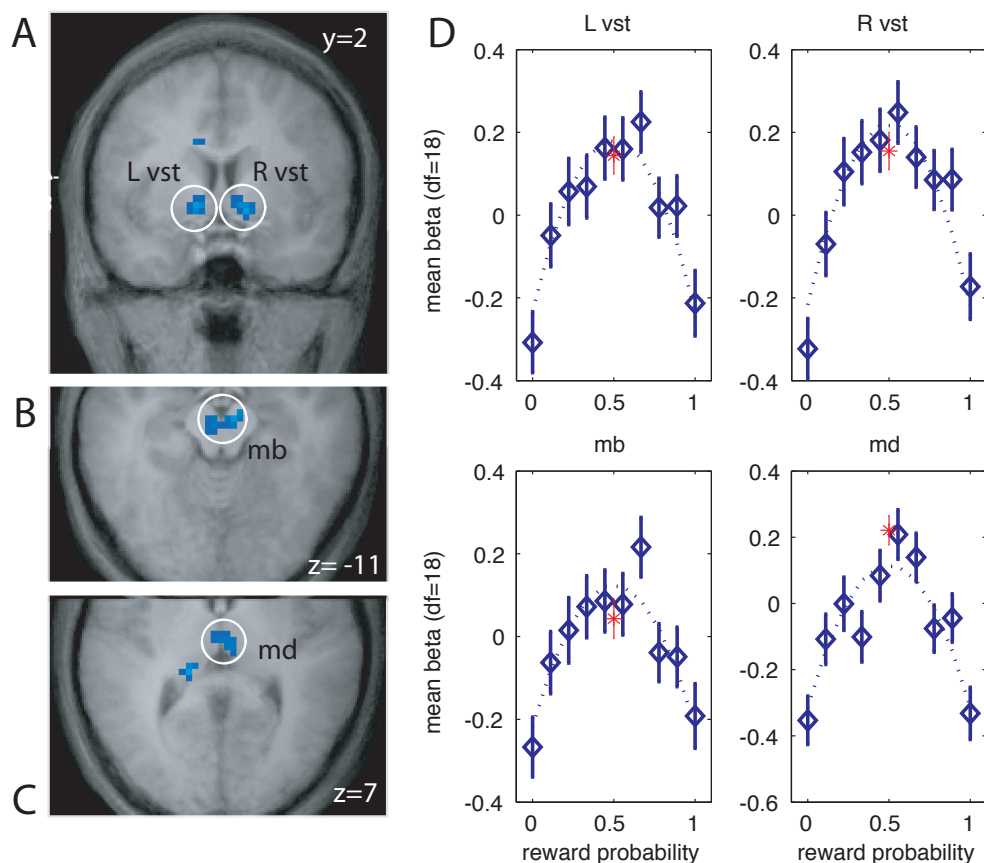 A
y=2
L vst
R vst
B
mb
z= -11
md
C
z=7
D
L vst
R vst
0.4
0.2
0
-0.2
-0.4
mean beta (df=18)
0
0.5
1
0.4
0.2
0
-0.2
-0.4
0
0.5
1
mb
md
0.4
0.2
0
-0.2
-0.4
mean beta (df=18)
0
0.5
1
reward probability
0.4
0.2
0
-0.2
-0.4
-0.6
0
0.5
1
reward probability